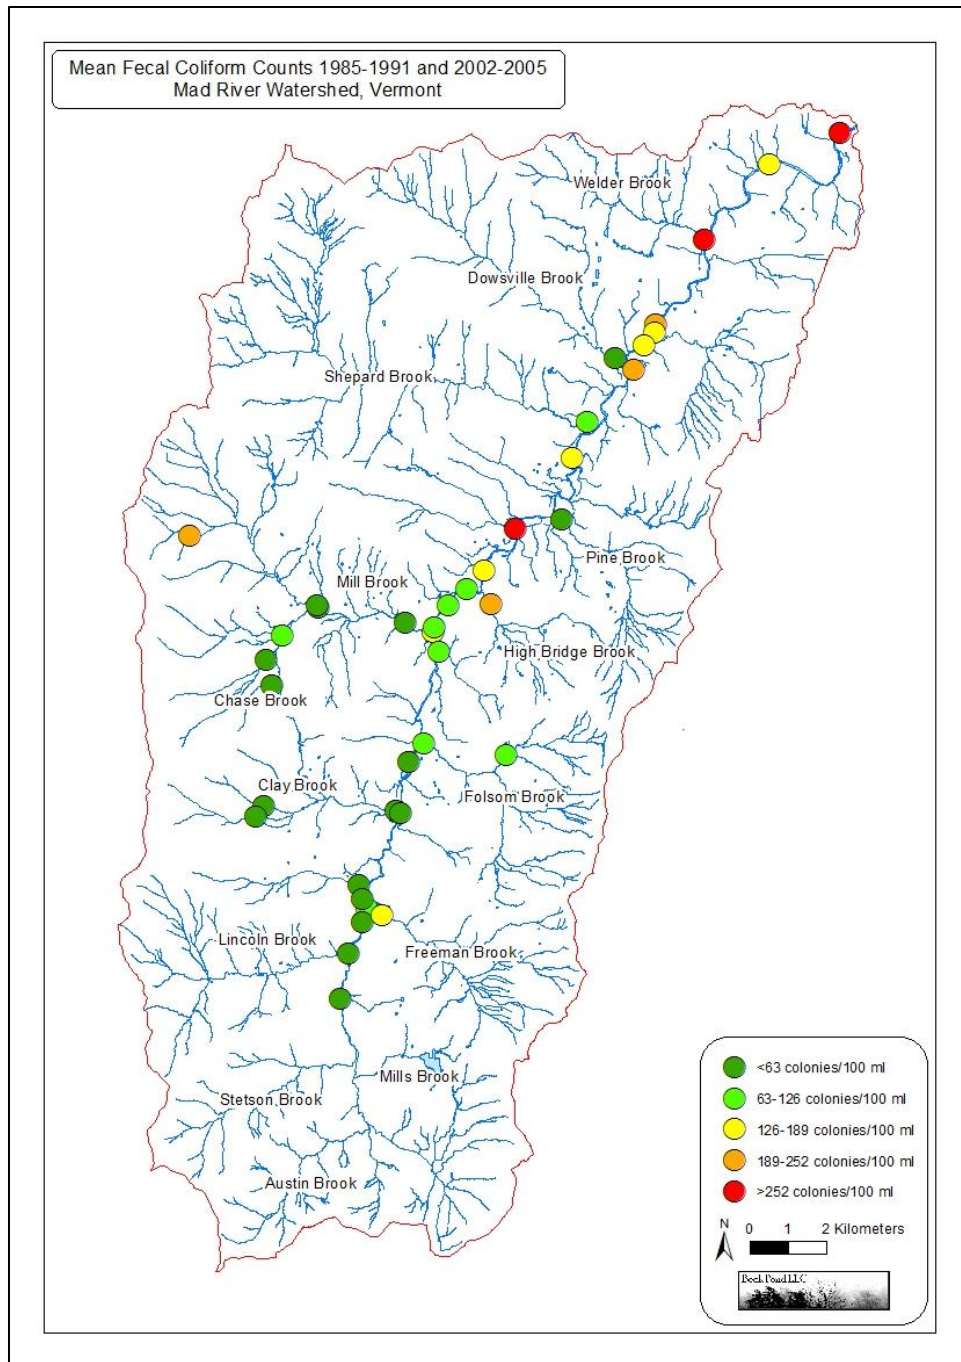 Mean Fecal Coliform Counts 1985-1991 and 2002-2005
Mad River Watershed, Vermont
Welder Brook
Dowsville Brook
Shepard Brook
Pine Brook
Mill Brook
High Bridge Brook
Chase Brook
Clay Brook
Folsom Brook
Lincoln Brook
Freeman Brook
Mills Brook
Stetson Brook
Austin Brook
<63 colonies/100 ml
63-126 colonies/100 ml
126-189 colonies/100 ml
189-252 colonies/100 ml
>252 colonies/100 ml
N
0 1 2 Kilometers
Beck Pond LLC